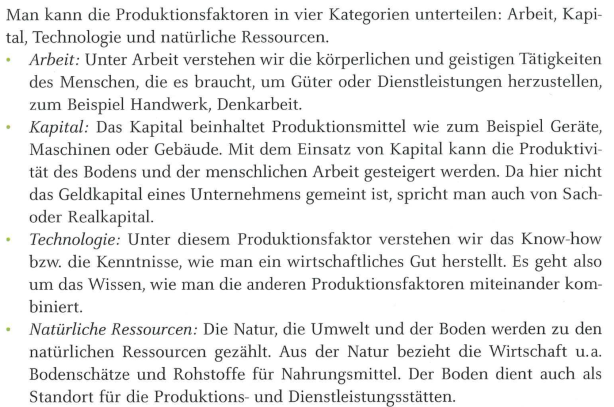 Man kann die Produktionsfaktoren in vier Kategorien unterteilen: Arbeit, Kapi-
tal, Technologie und natürliche Ressourcen.
• Arbeit: Unter Arbeit verstehen wir die körperlichen und geistigen Tätigkeiten
des Menschen, die es braucht, um Güter oder Dienstleistungen herzustellen,
zum Beispiel Handwerk, Denkarbeit.
• Kapital: Das Kapital beinhaltet Produktionsmittel wie zum Beispiel Geräte,
Maschinen oder Gebäude. Mit dem Einsatz von Kapital kann die Produktivi-
tät des Bodens und der menschlichen Arbeit gesteigert werden. Da hier nicht
das Geldkapital eines Unternehmens gemeint ist, spricht man auch von Sach-
oder Realkapital.
• Technologie: Unter diesem Produktionsfaktor verstehen wir das Know-how
bzw. die Kenntnisse, wie man ein wirtschaftliches Gut herstellt. Es geht also
um das Wissen, wie man die anderen Produktionsfaktoren miteinander kom-
biniert.
• Natürliche Ressourcen: Die Natur, die Umwelt und der Boden werden zu den
natürlichen Ressourcen gezählt. Aus der Natur bezieht die Wirtschaft u.a.
Bodenschätze und Rohstoffe für Nahrungsmittel. Der Boden dient auch als
Standort für die Produktions- und Dienstleistungsstätten.